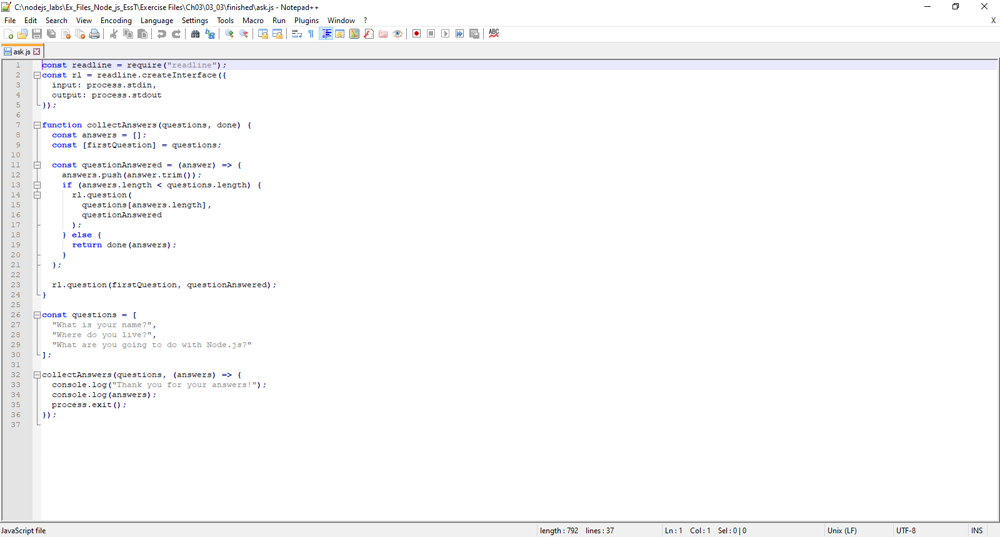 C:\nodejs_labs\Ex_Files_Node_js_EssT\Exercise Files\Ch03\03_03\finished\ask.js - Notepad++
File Edit Search View Encoding Language Settings Tools Macro Run Plugins Window ? X
ABC
ask.js
1 const readline = require("readline");
2 const rl = readline.createInterface({
3   input: process.stdin,
4   output: process.stdout
5 });
6
7 function collectAnswers(questions, done) {
8   const answers = [];
9   const [firstQuestion] = questions;
10
11   const questionAnswered = (answer) => {
12     answers.push(answer.trim());
13     if (answers.length < questions.length) {
14       rl.question(
15         questions[answers.length],
16         questionAnswered
17       );
18     } else {
19       return done(answers);
20     }
21   };
22
23   rl.question(firstQuestion, questionAnswered);
24 }
25
26 const questions = [
27   "What is your name?",
28   "Where do you live?",
29   "What are you going to do with Node.js?"
30 ];
31
32 collectAnswers(questions, (answers) => {
33   console.log("Thank you for your answers!");
34   console.log(answers);
35   process.exit();
36 });
37
JavaScript file length : 792 lines : 37 Ln : 1 Col : 1 Sel : 0 | 0 Unix (LF) UTF-8 INS